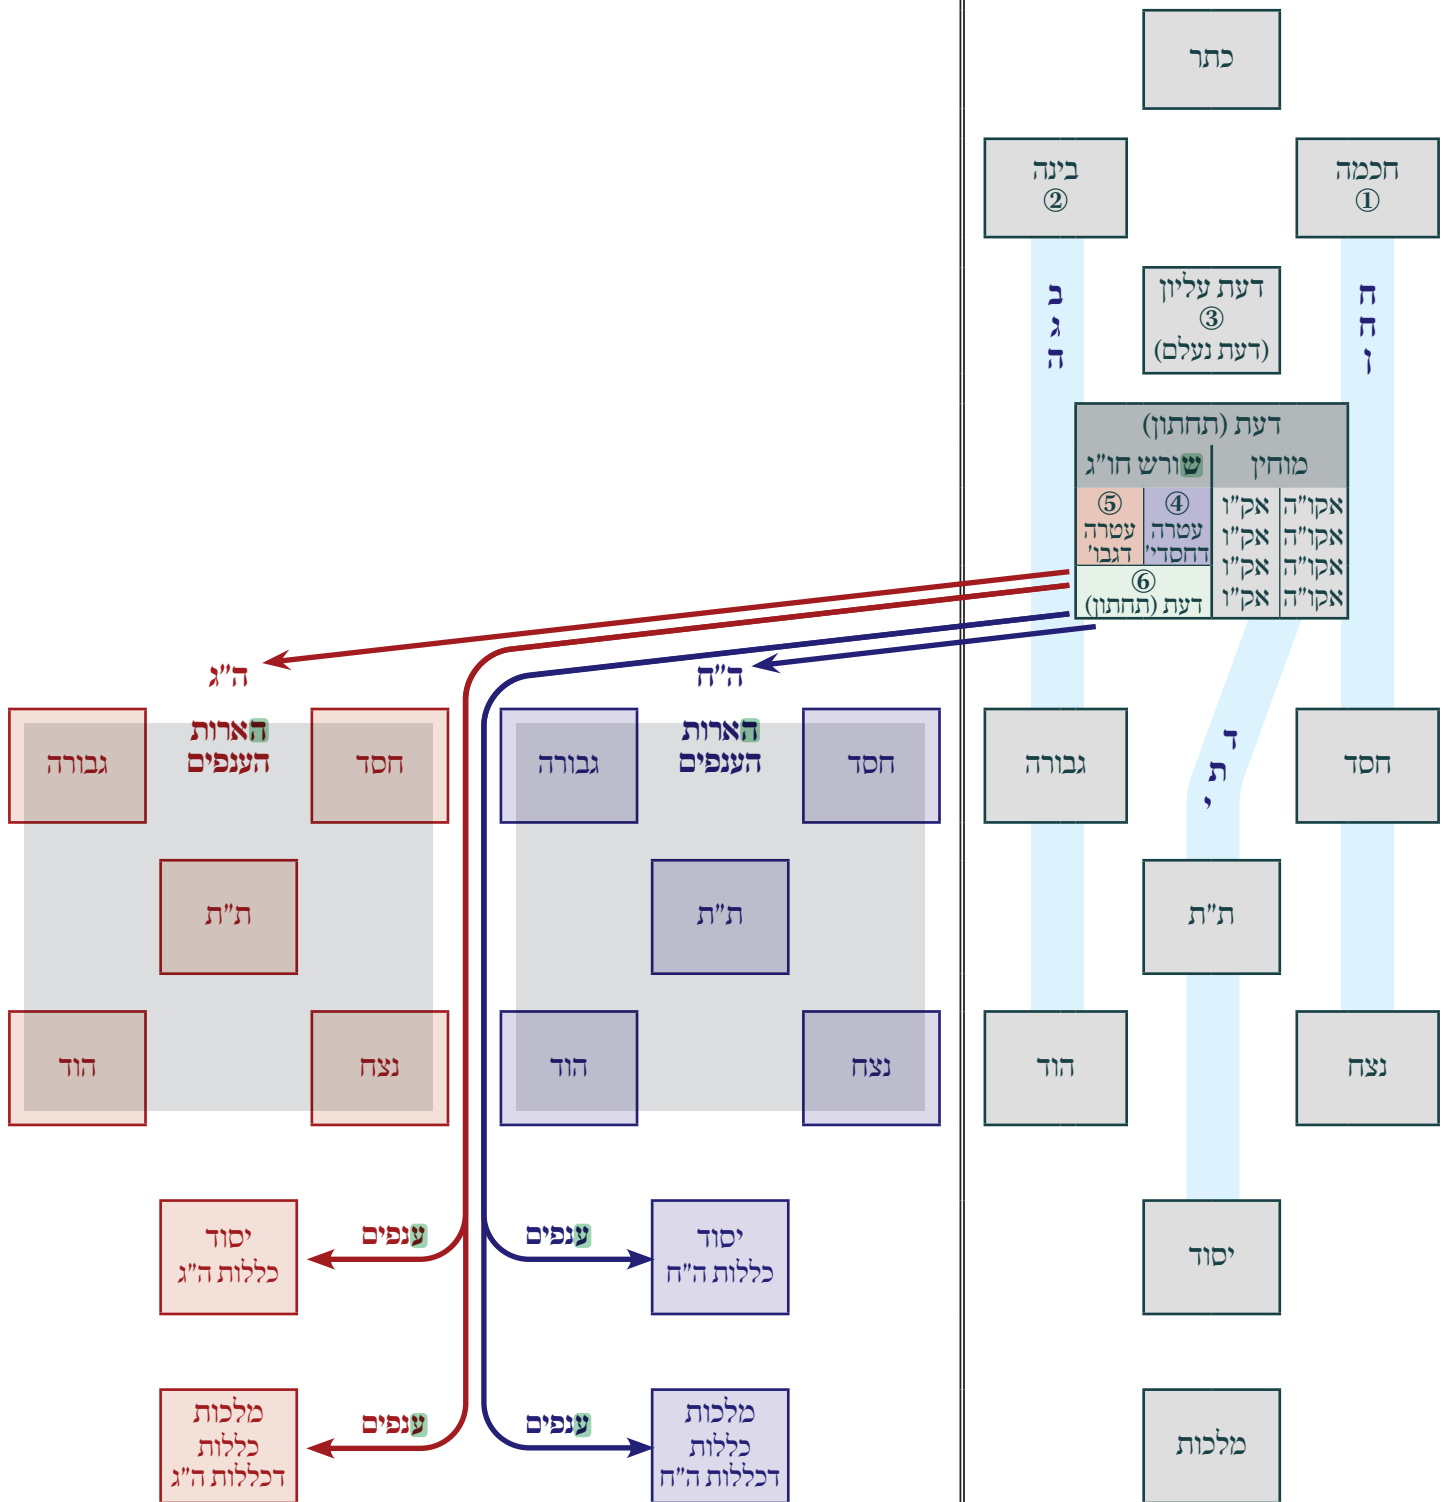 כתר
חכמה
①
בינה
②
ח
ח
ו
דעת עליון
③
(דעת נעלם)
ב
ג
ה
דעת (תחתון)
מוחין
שורש חו"ג
אקו"ה
אקו"ה
אקו"ה
אקו"ה
אק"ו
אק"ו
אק"ו
אק"ו
④
עטרה
דחסדי'
⑤
עטרה
דגבו'
⑥
דעת (תחתון)
ד
ת
י
חסד
גבורה
ת"ת
נצח
הוד
יסוד
מלכות
ה"ח
הארות
הענפים
חסד
גבורה
ת"ת
נצח
הוד
יסוד
כללות ה"ח
ענפים
מלכות
כללות
דכללות ה"ח
ענפים
ה"ג
הארות
הענפים
חסד
גבורה
ת"ת
נצח
הוד
ענפים
יסוד
כללות ה"ג
ענפים
מלכות
כללות
דכללות ה"ג